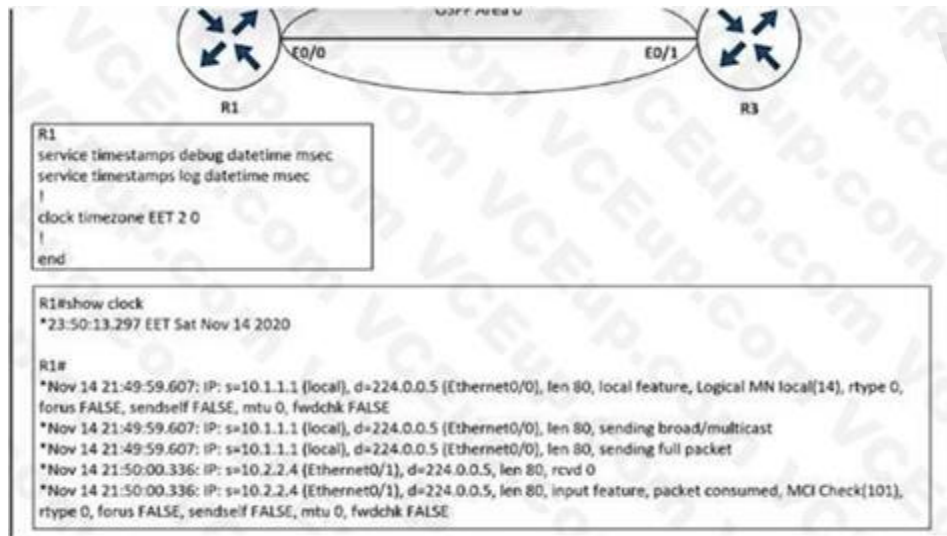 OSPF Area 0
E0/0
E0/1
R1
R3
R1
service timestamps debug datetime msec
service timestamps log datetime msec
!
clock timezone EET 2 0
!
end
R1#show clock
*23:50:13.297 EET Sat Nov 14 2020
R1#
*Nov 14 21:49:59.607: IP: s=10.1.1.1 (local), d=224.0.0.5 (Ethernet0/0), len 80, local feature, Logical MN local(14), rtype 0,
forus FALSE, sendself FALSE, mtu 0, fwdchk FALSE
*Nov 14 21:49:59.607: IP: s=10.1.1.1 (local), d=224.0.0.5 (Ethernet0/0), len 80, sending broad/multicast
*Nov 14 21:49:59.607: IP: s=10.1.1.1 (local), d=224.0.0.5 (Ethernet0/0), len 80, sending full packet
*Nov 14 21:50:00.336: IP: s=10.2.2.4 (Ethernet0/1), d=224.0.0.5, len 80, rcvd 0
*Nov 14 21:50:00.336: IP: s=10.2.2.4 (Ethernet0/1), d=224.0.0.5, len 80, input feature, packet consumed, MCI Check(101),
rtype 0, forus FALSE, sendself FALSE, mtu 0, fwdchk FALSE
VCEup.com